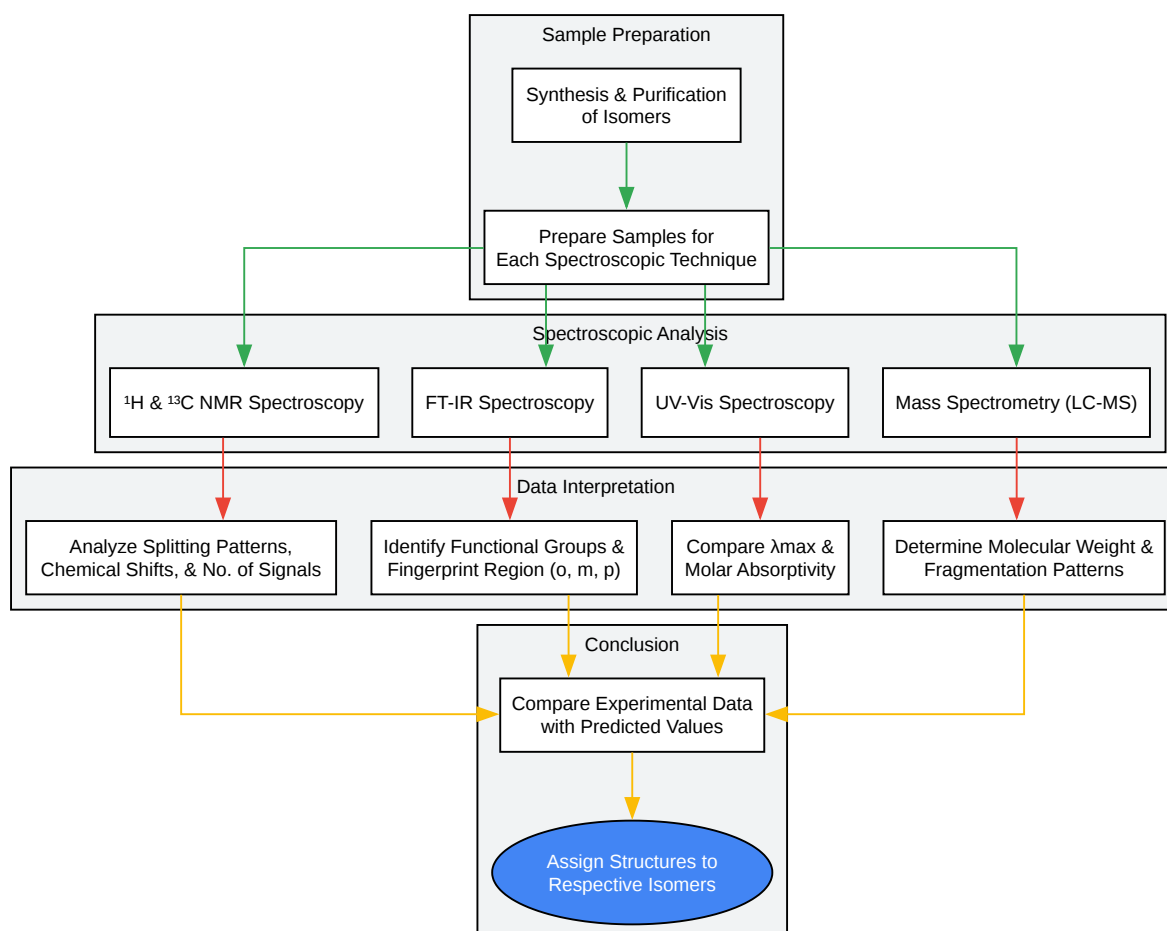 Sample Preparation
Synthesis & Purification
of Isomers
Prepare Samples for
Each Spectroscopic Technique
Spectroscopic Analysis
¹H & ¹³C NMR Spectroscopy
FT-IR Spectroscopy
UV-Vis Spectroscopy
Mass Spectrometry (LC-MS)
Data Interpretation
Analyze Splitting Patterns,
Chemical Shifts, & No. of Signals
Identify Functional Groups &
Fingerprint Region (o, m, p)
Compare λmax &
Molar Absorptivity
Determine Molecular Weight &
Fragmentation Patterns
Conclusion
Compare Experimental Data
with Predicted Values
Assign Structures to
Respective Isomers